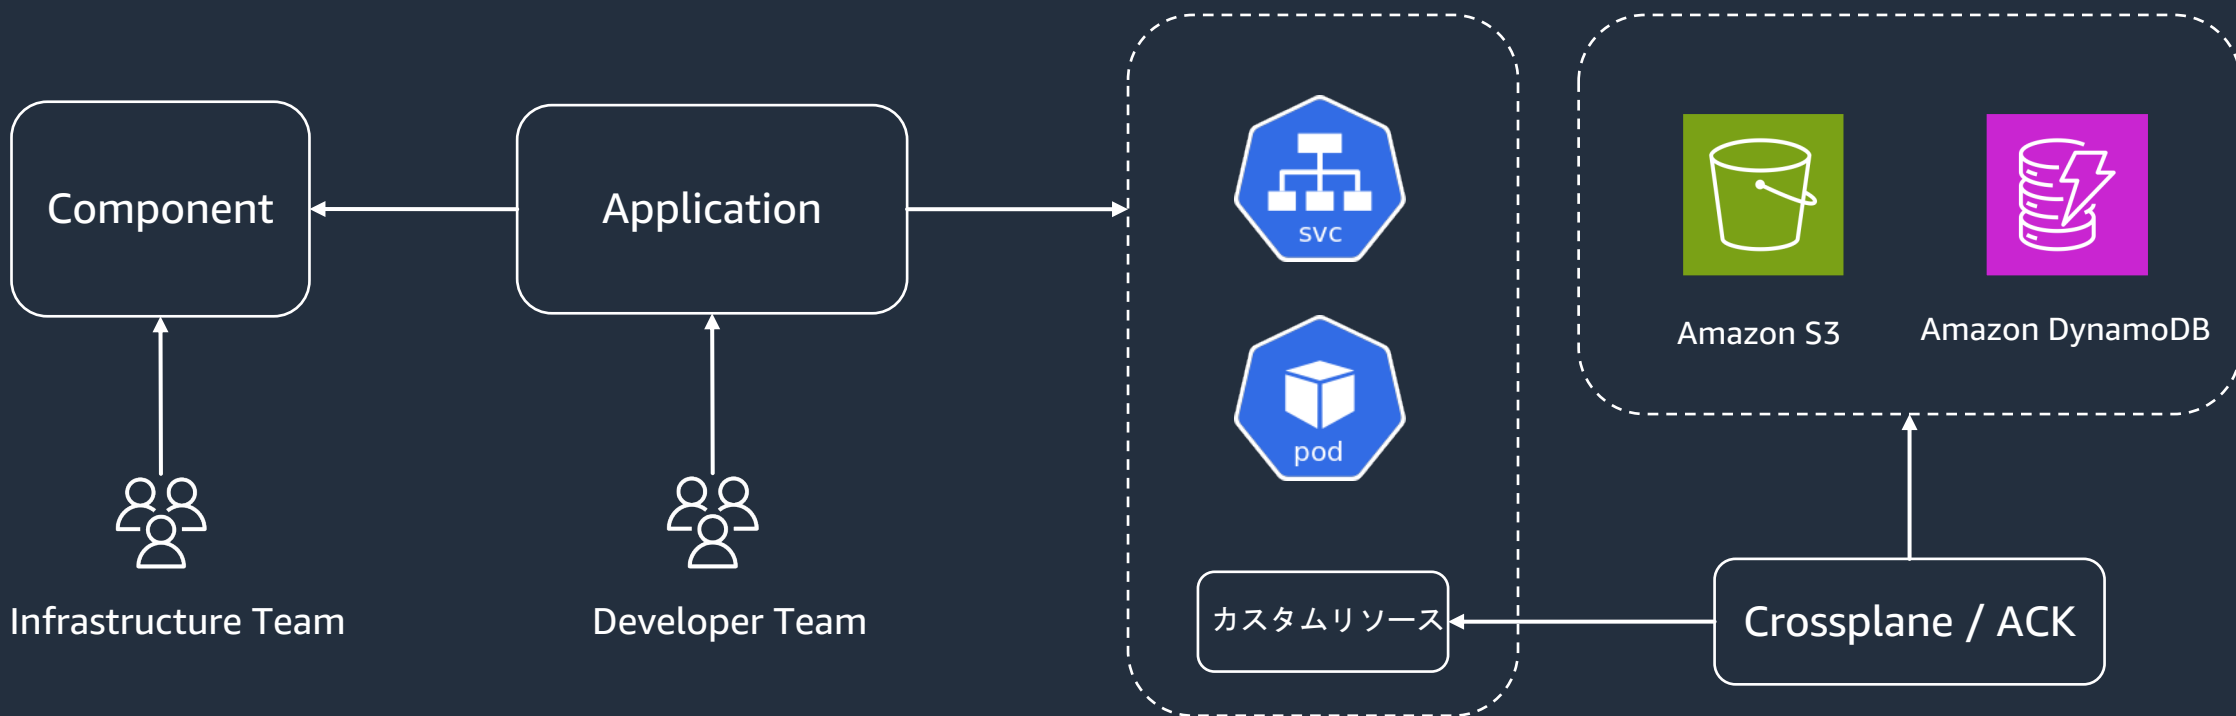 Component
Application
svc
pod
カスタムリソース
Amazon S3
Amazon DynamoDB
Crossplane / ACK
Infrastructure Team
Developer Team